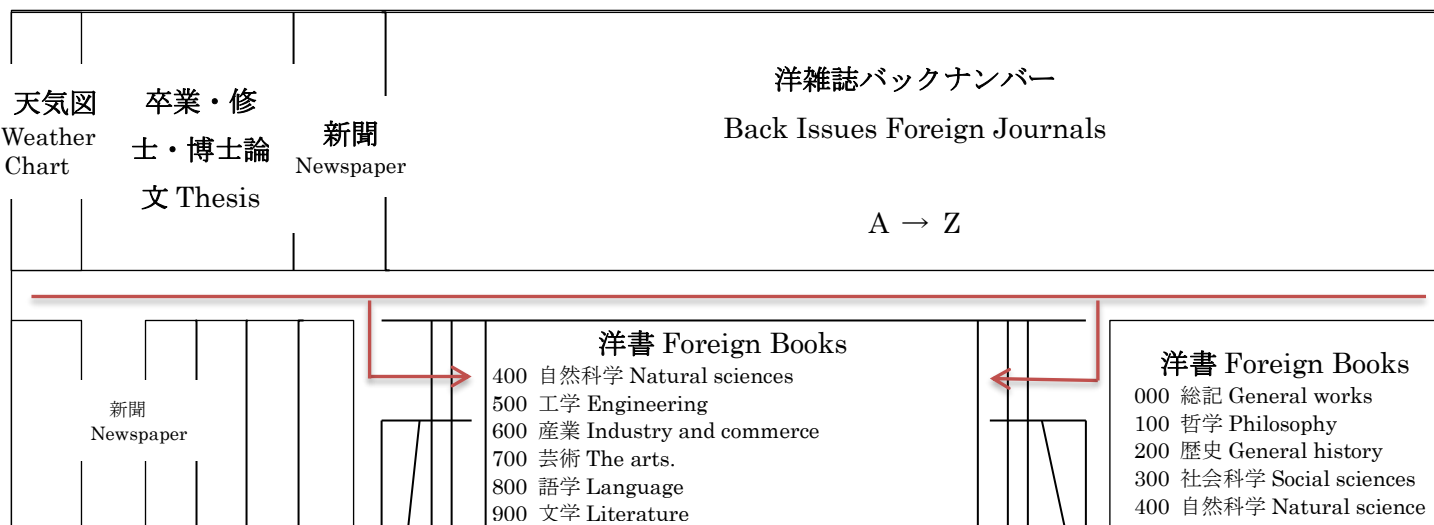 天気図
Weather
Chart
卒業・修
士・博士論
文 Thesis
新聞
Newspaper
洋雑誌バックナンバー
Back Issues Foreign Journals
A → Z
新聞
Newspaper
洋書 Foreign Books
400 自然科学 Natural sciences
500 工学 Engineering
600 産業 Industry and commerce
700 芸術 The arts.
800 語学 Language
900 文学 Literature
洋書 Foreign Books
000 総記 General works
100 哲学 Philosophy
200 歴史 General history
300 社会科学 Social sciences
400 自然科学 Natural science